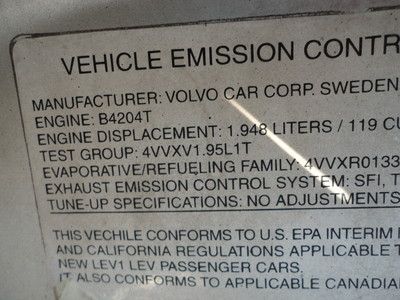 VEHICLE EMISSION CONTR
MANUFACTURER: VOLVO CAR CORP. SWEDEN
ENGINE: B4204T
ENGINE DISPLACEMENT: 1.948 LITERS / 119 CU
TEST GROUP: 4VVXV1.95L1T
EVAPORATIVE/REFUELING FAMILY: 4VVXR0133
EXHAUST EMISSION CONTROL SYSTEM: SFI, T
TUNE-UP SPECIFICATIONS: NO ADJUSTMENTS
THIS VECHILE CONFORMS TO U.S. EPA INTERIM
AND CALIFORNIA REGULATIONS APPLICABLE T
NEW LEV1 LEV PASSENGER CARS.
IT ALSO CONFORMS TO APPLICABLE CANADIA